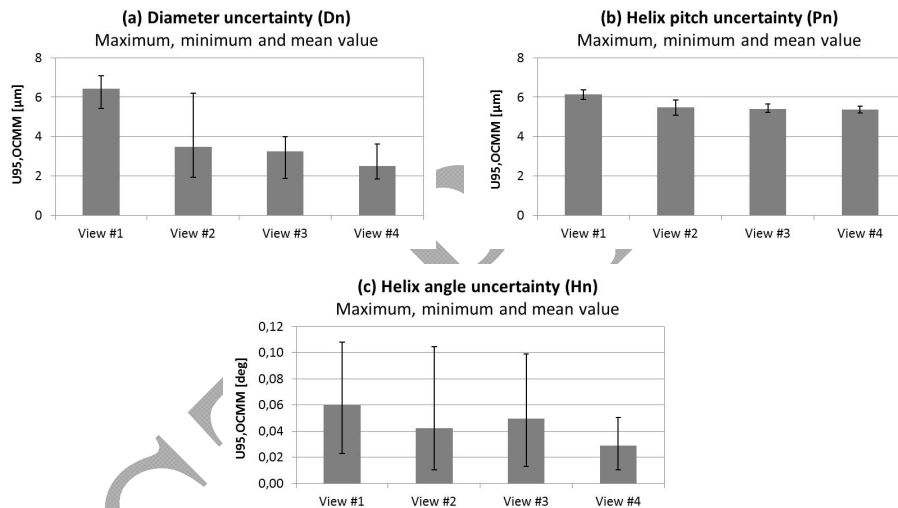 (a) Diameter uncertainty (Dn)
Maximum, minimum and mean value
8
6
4
2
0
U95,OCMM [µm]
View #1 View #2 View #3 View #4
(b) Helix pitch uncertainty (Pn)
Maximum, minimum and mean value
8
6
4
2
0
U95,OCMM [µm]
View #1 View #2 View #3 View #4
(c) Helix angle uncertainty (Hn)
Maximum, minimum and mean value
0,12
0,10
0,08
0,06
0,04
0,02
0,00
U95,OCMM [deg]
View #1 View #2 View #3 View #4